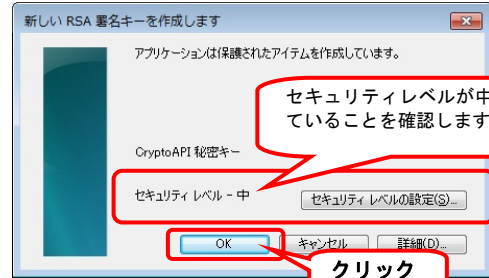 新しい RSA 署名キーを作成します
アプリケーションは保護されたアイテムを作成しています。
セキュリティレベルが中
ていることを確認します
CryptoAPI 秘密キー
セキュリティ レベル - 中
セキュリティ レベルの設定(S)...
OK
キャンセル
詳細(D)...
クリック